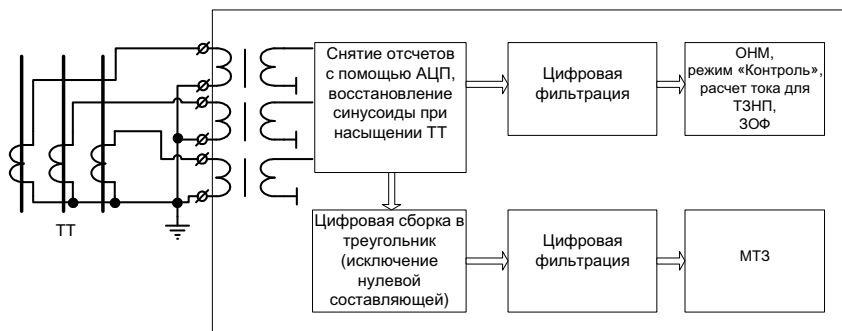 Снятие отсчетов
с помощью АЦП,
восстановление
синусоиды при
насыщении ТТ
Цифровая
фильтрация
ОНМ,
режим «Контроль»,
расчет тока для
ТЗНП,
ЗОФ
ТТ
Цифровая сборка в
треугольник
(исключение
нулевой
составляющей)
Цифровая
фильтрация
МТЗ